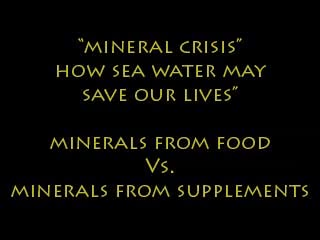 “MINERAL CRISIS”
HOW SEA WATER MAY
SAVE OUR LIVES”
MINERALS FROM FOOD
Vs.
MINERALS FROM SUPPLEMENTS